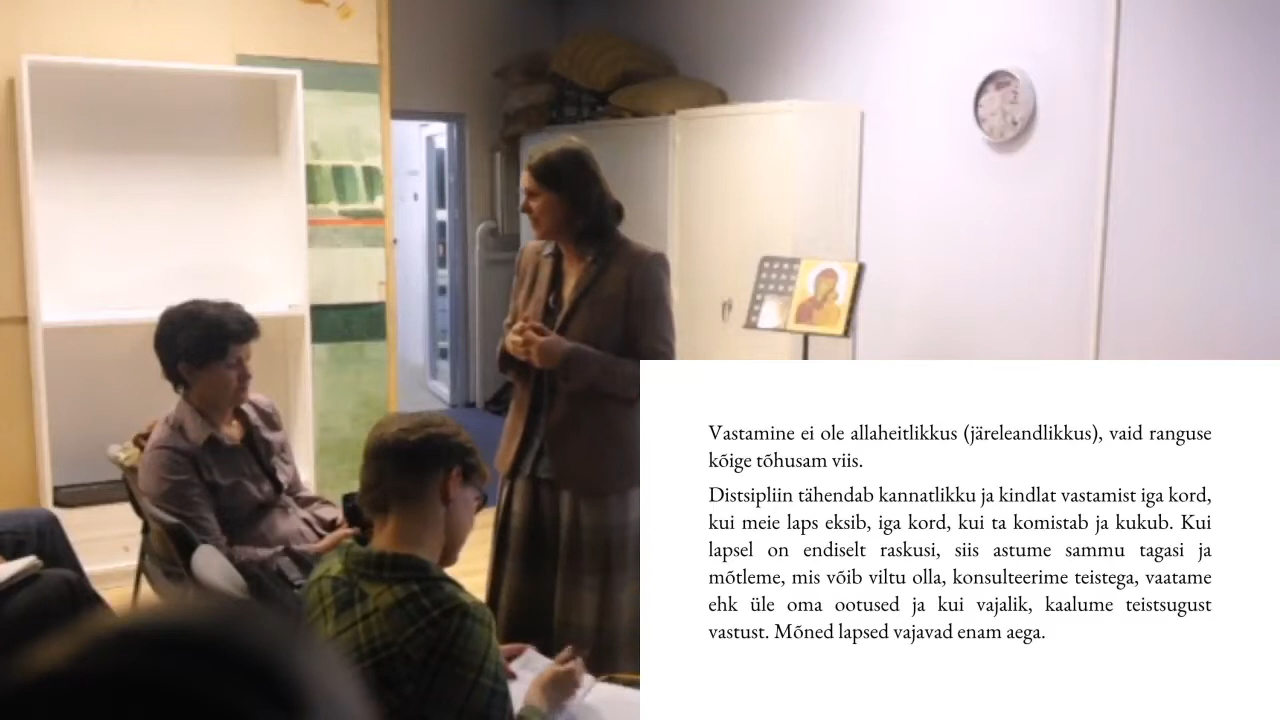 Vastamine ei ole allaheitlikkus (järeleandlikkus), vaid ranguse
kõige tõhusam viis.
Distsipliin tähendab kannatlikku ja kindlat vastamist iga kord,
kui meie laps eksib, iga kord, kui ta komistab ja kukub. Kui
lapsel on endiselt raskusi, siis astume sammu tagasi ja
mõtleme, mis võib viltu olla, konsulteerime teistega, vaatame
ehk üle oma ootused ja kui vajalik, kaalume teistsugust
vastust. Mõned lapsed vajavad enam aega.